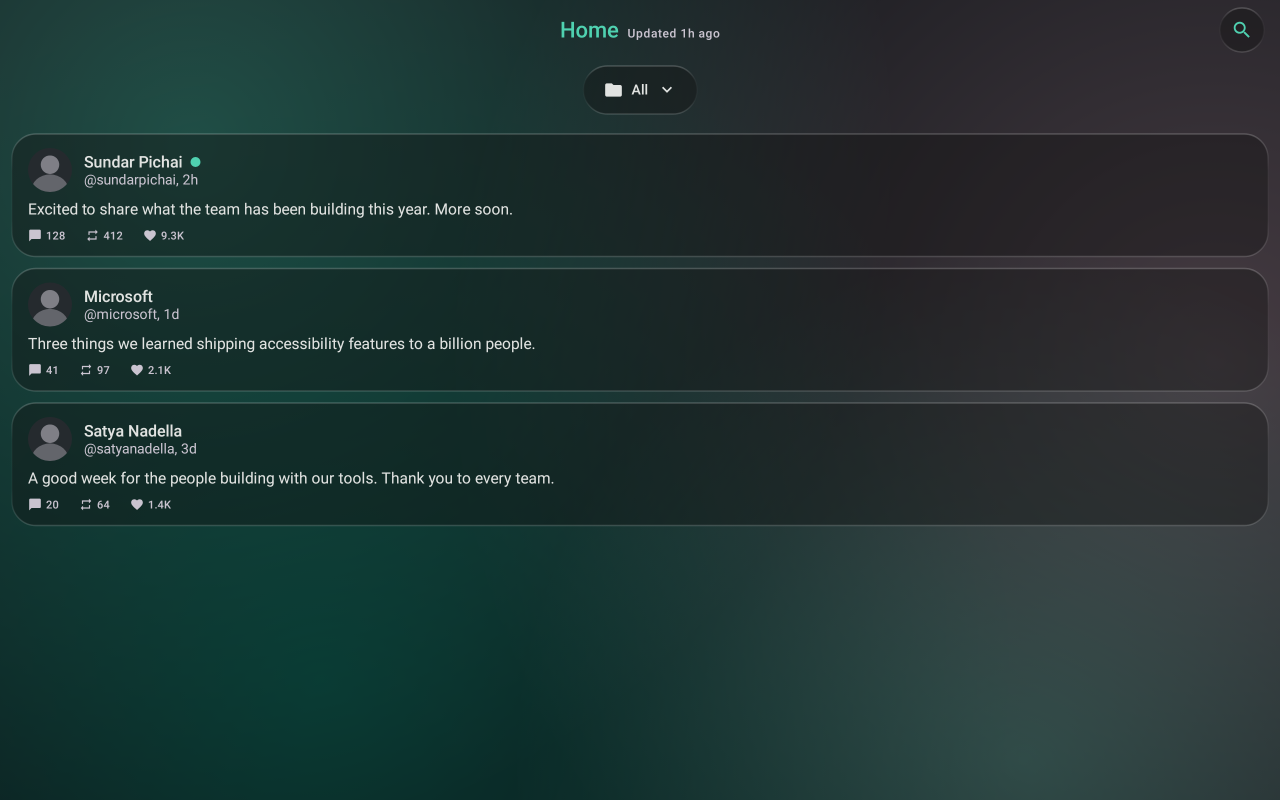 Home Updated 1h ago
All
Sundar Pichai
@sundarpichai, 2h
Excited to share what the team has been building this year. More soon.
128 412 9.3K
Microsoft
@microsoft, 1d
Three things we learned shipping accessibility features to a billion people.
41 97 2.1K
Satya Nadella
@satyanadella, 3d
A good week for the people building with our tools. Thank you to every team.
20 64 1.4K